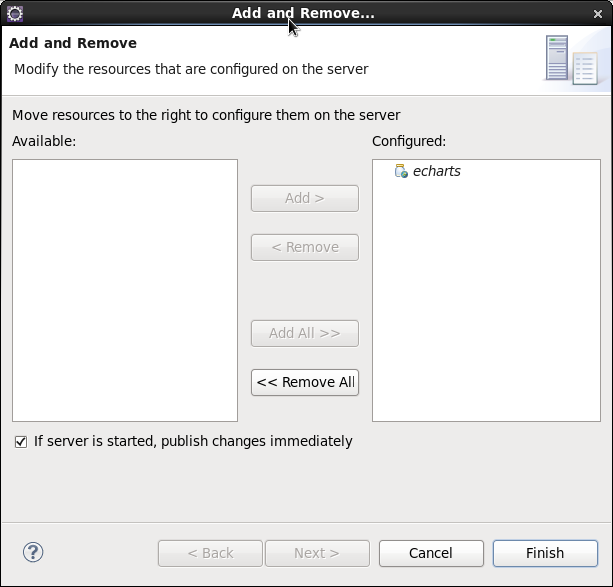 Add and Remove...
Add and Remove
Modify the resources that are configured on the server
Move resources to the right to configure them on the server
Available:
Configured:
echarts
Add >
< Remove
Add All >>
<< Remove All
If server is started, publish changes immediately
?
< Back
Next >
Cancel
Finish